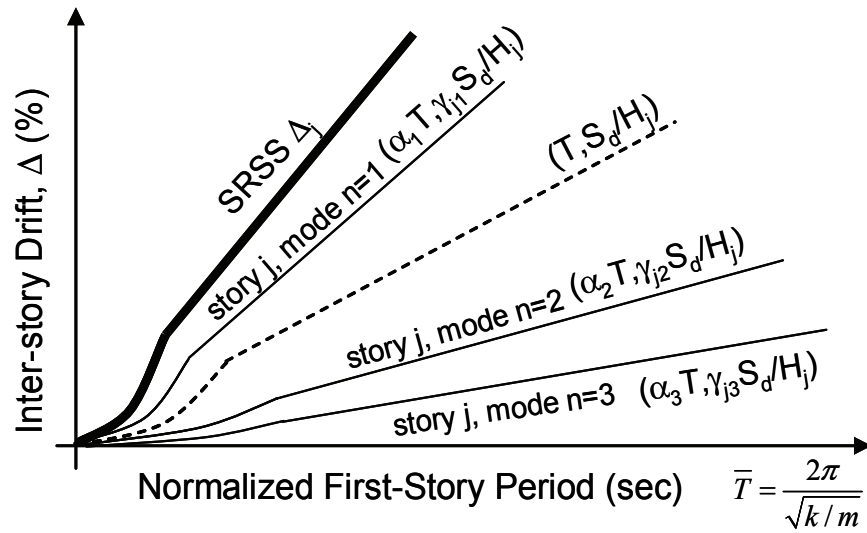 Inter-story Drift, Δ (%)
SRSS Δj
story j, mode n=1 (α1T,γj1Sd/Hj)
(T,Sd/Hj)
story j, mode n=2 (α2T,γj2Sd/Hj)
story j, mode n=3 (α3T,γj3Sd/Hj)
Normalized First-Story Period (sec) T̅ = 2π / √k/m